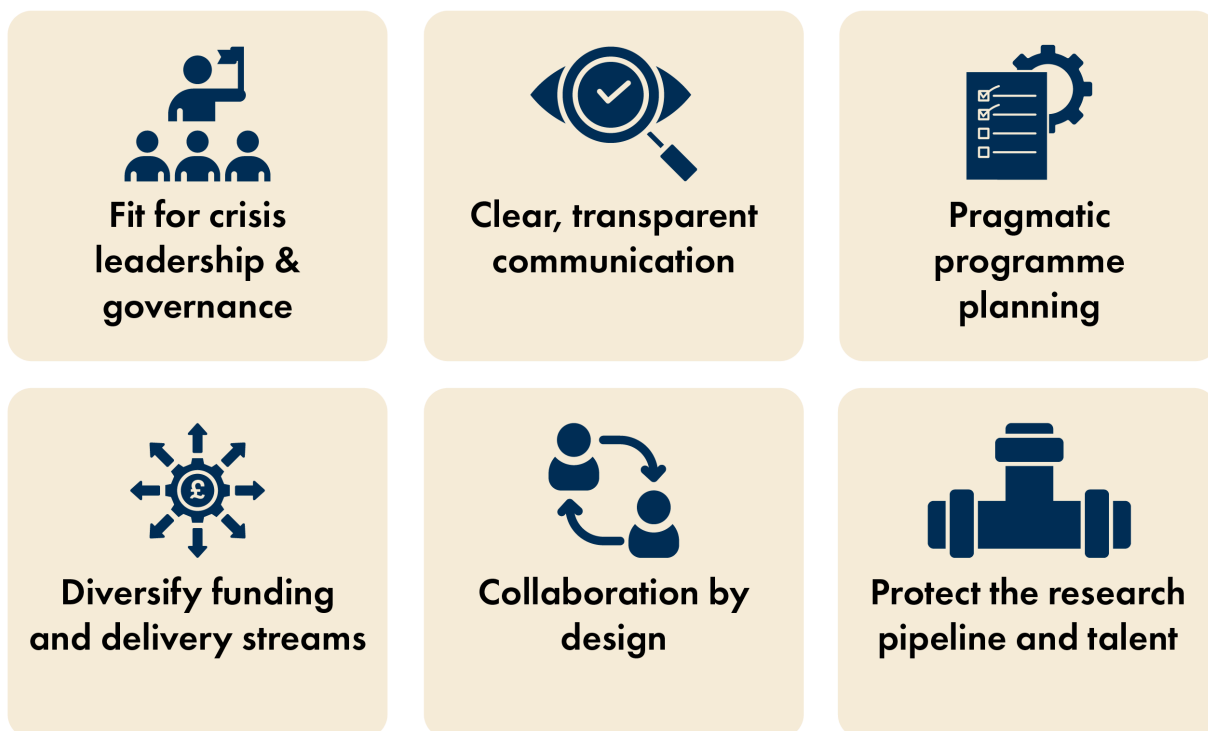 Fit for crisis
leadership &
governance
Clear, transparent
communication
Pragmatic
programme
planning
£
Diversify funding
and delivery streams
Collaboration by
design
Protect the research
pipeline and talent